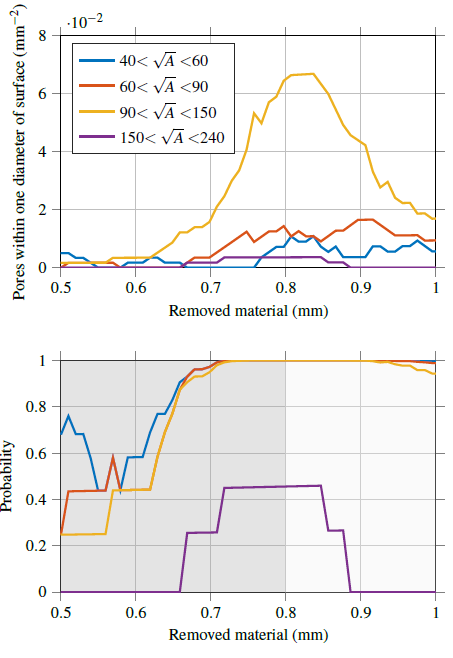 ·10⁻²
Pores within one diameter of surface (mm⁻²)
8
6
4
2
0
40< √A <60
60< √A <90
90< √A <150
150< √A <240
0.5 0.6 0.7 0.8 0.9 1
Removed material (mm)
Probability
1
0.8
0.6
0.4
0.2
0
0.5 0.6 0.7 0.8 0.9 1
Removed material (mm)